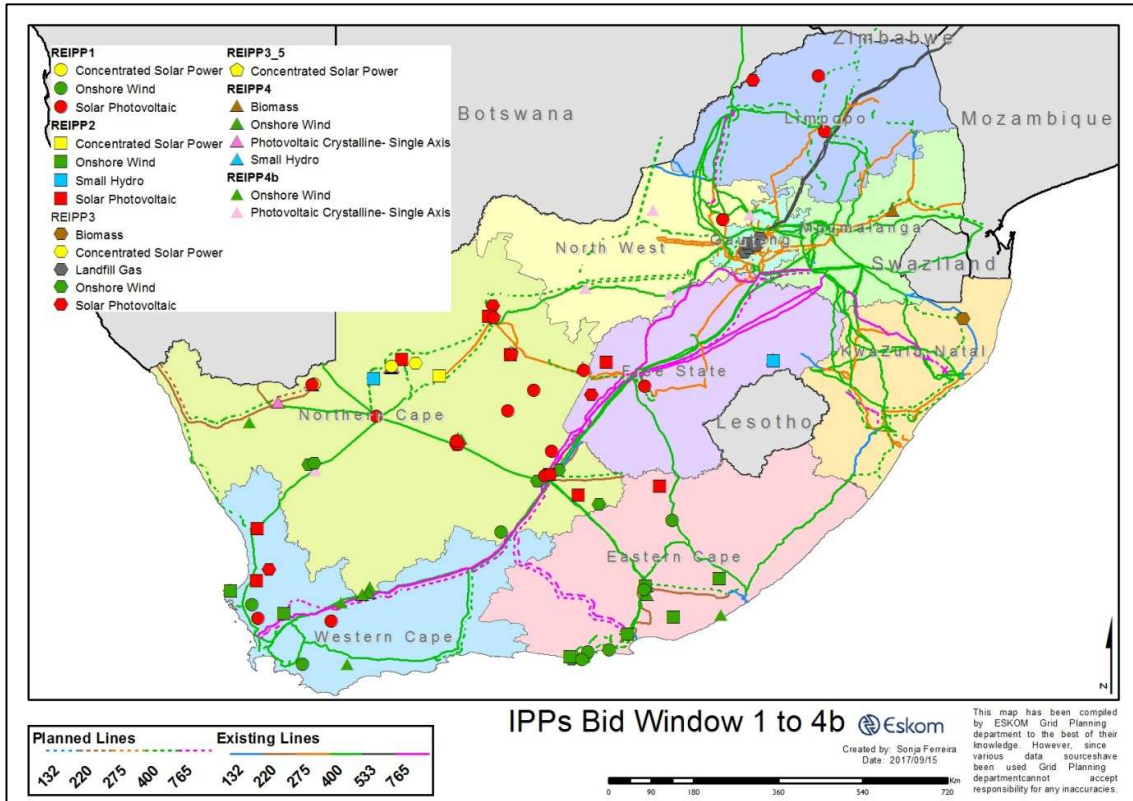 REIPP1
Concentrated Solar Power
Onshore Wind
Solar Photovoltaic
REIPP2
Concentrated Solar Power
Onshore Wind
Small Hydro
Solar Photovoltaic
REIPP3
Biomass
Concentrated Solar Power
Landfill Gas
Onshore Wind
Solar Photovoltaic
REIPP3_5
Concentrated Solar Power
REIPP4
Biomass
Onshore Wind
Photovoltaic Crystalline- Single Axis
Small Hydro
REIPP4b
Onshore Wind
Photovoltaic Crystalline- Single Axis
Zimbabwe
Botswana
Mozambique
Limpopo
North West
Gauteng
Mpumalanga
Swaziland
KwaZulu-Natal
Free State
Northern Cape
Lesotho
Eastern Cape
Western Cape
N
Planned Lines
132 220 275 400 765
Existing Lines
132 220 275 400 533 765
IPPs Bid Window 1 to 4b
Eskom
Created by: Sonja Ferreira
Date: 2017/09/15
Km
0 90 180 360 540 720
This map has been compiled
by ESKOM Grid Planning
department to the best of their
knowledge. However, since
various data sourceshave
been used Grid Planning
departmentcannot accept
responsibility for any inaccuracies.